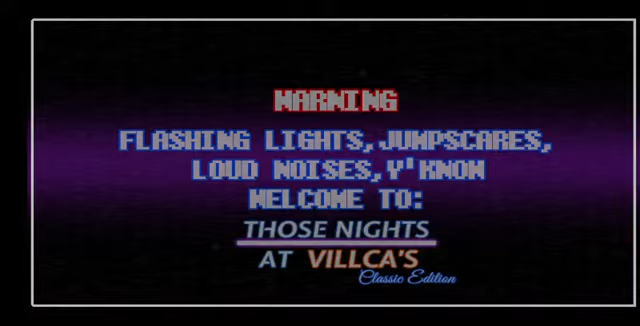 WARNING
FLASHING LIGHTS, JUMPSCARES,
LOUD NOISES, Y'KNOW
WELCOME TO:
THOSE NIGHTS
AT VILLCA'S
Classic Edition